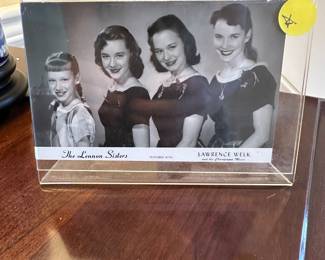 The Lennon Sisters
LAWRENCE WELK
and his Champagne Music